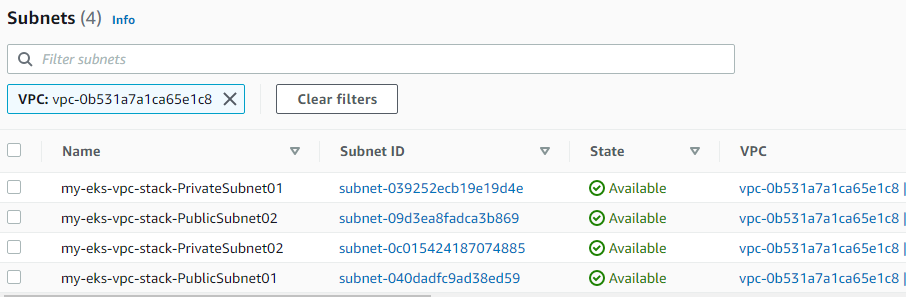 Subnets (4) Info
Filter subnets
VPC: vpc-0b531a7a1ca65e1c8 Clear filters
Name Subnet ID State VPC
my-eks-vpc-stack-PrivateSubnet01 subnet-039252ecb19e19d4e Available vpc-0b531a7a1ca65e1c8 |
my-eks-vpc-stack-PublicSubnet02 subnet-09d3ea8fadca3b869 Available vpc-0b531a7a1ca65e1c8 |
my-eks-vpc-stack-PrivateSubnet02 subnet-0c015424187074885 Available vpc-0b531a7a1ca65e1c8 |
my-eks-vpc-stack-PublicSubnet01 subnet-040dadfc9ad38ed59 Available vpc-0b531a7a1ca65e1c8 |